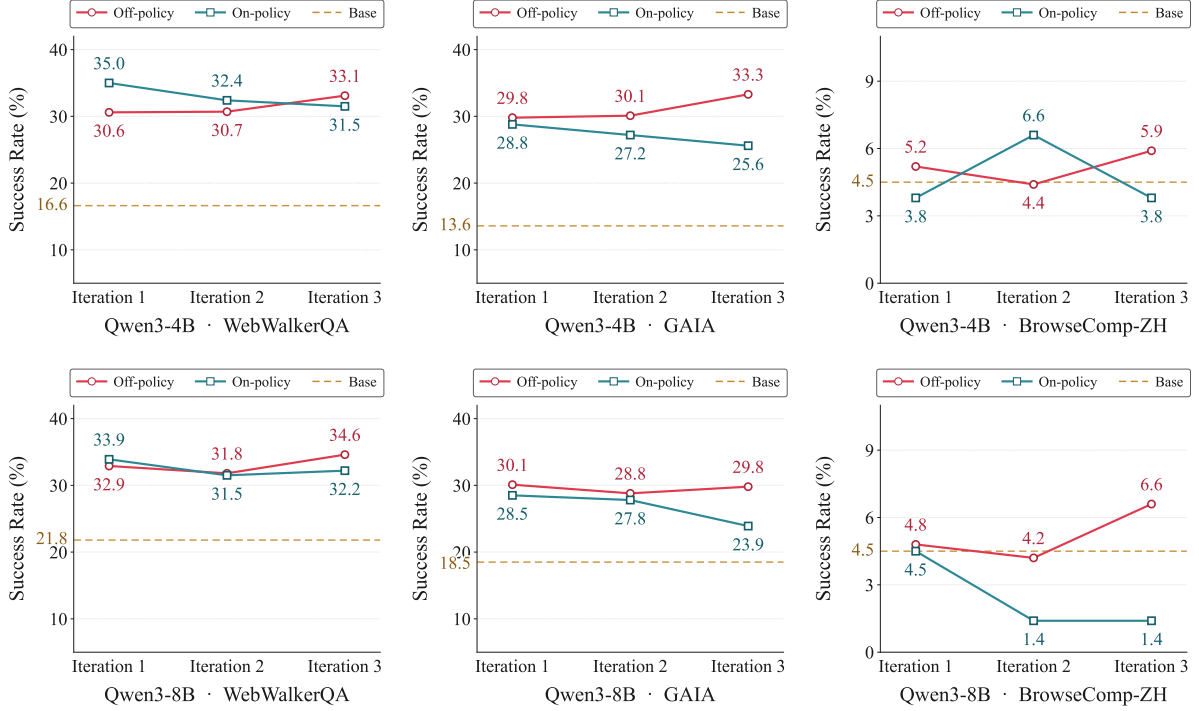 Off-policy On-policy Base
Success Rate (%)
40
30
20
10
35.0
32.4
33.1
30.6
30.7
31.5
16.6
Iteration 1 Iteration 2 Iteration 3
Qwen3-4B · WebWalkerQA
Off-policy On-policy Base
Success Rate (%)
40
30
20
10
29.8
30.1
33.3
28.8
27.2
25.6
13.6
Iteration 1 Iteration 2 Iteration 3
Qwen3-4B · GAIA
Off-policy On-policy Base
Success Rate (%)
9
6
3
0
5.2
6.6
5.9
4.5
3.8
4.4
3.8
Iteration 1 Iteration 2 Iteration 3
Qwen3-4B · BrowseComp-ZH
Off-policy On-policy Base
Success Rate (%)
40
30
20
10
33.9
31.8
34.6
32.9
31.5
32.2
21.8
Iteration 1 Iteration 2 Iteration 3
Qwen3-8B · WebWalkerQA
Off-policy On-policy Base
Success Rate (%)
40
30
20
10
30.1
28.8
29.8
28.5
27.8
23.9
18.5
Iteration 1 Iteration 2 Iteration 3
Qwen3-8B · GAIA
Off-policy On-policy Base
Success Rate (%)
9
6
3
0
4.8
4.2
6.6
4.5
4.5
1.4
1.4
Iteration 1 Iteration 2 Iteration 3
Qwen3-8B · BrowseComp-ZH